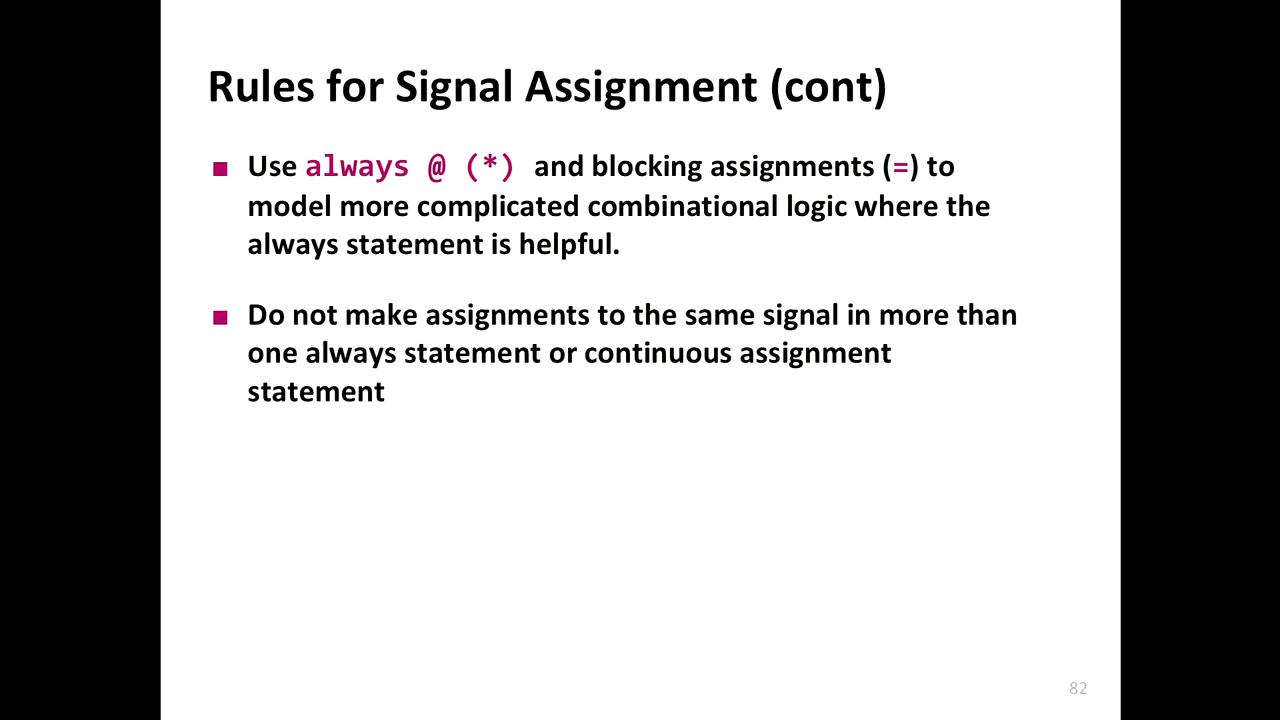 Rules for Signal Assignment (cont)
■ Use always @ (*) and blocking assignments (=) to
model more complicated combinational logic where the
always statement is helpful.
■ Do not make assignments to the same signal in more than
one always statement or continuous assignment
statement
82